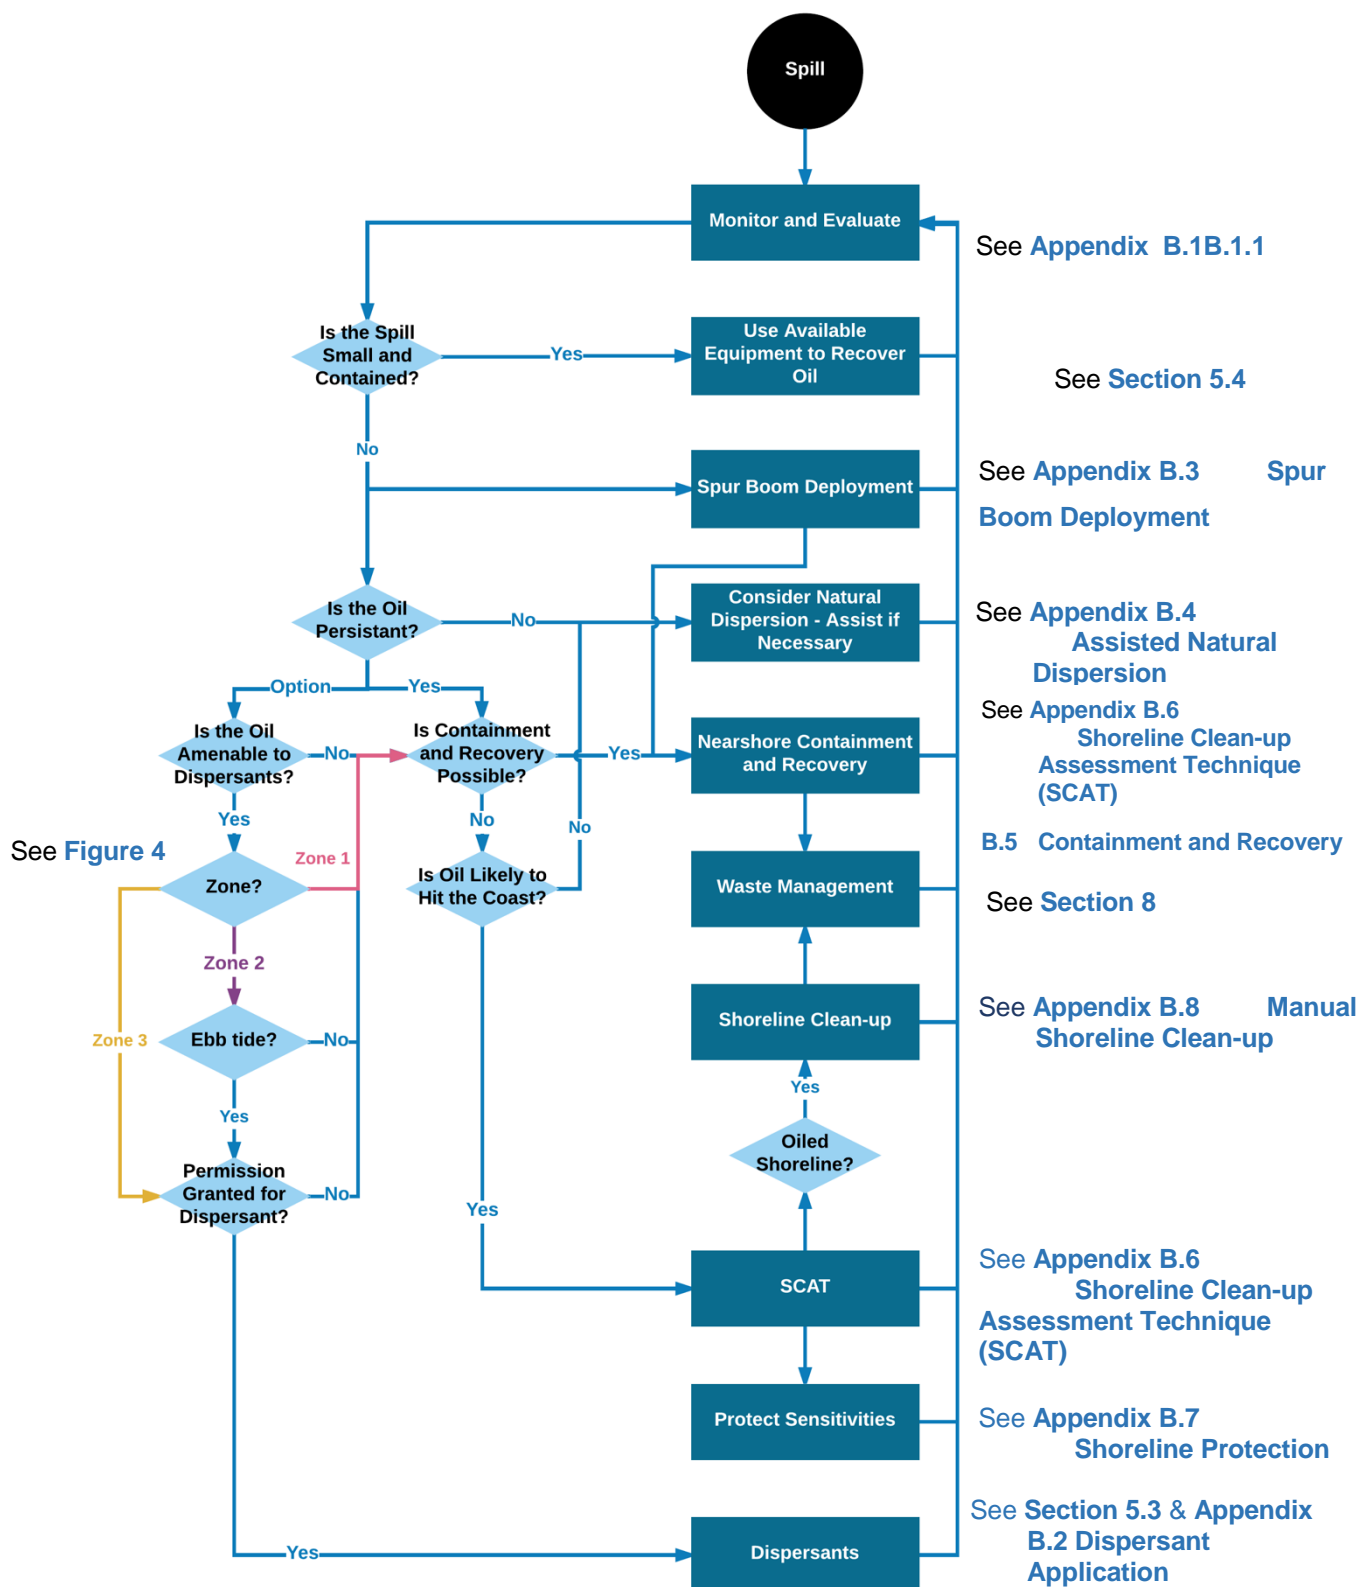 Spill
Monitor and Evaluate
See Appendix B.1B.1.1
Is the Spill
Small and
Contained?
Yes
Use Available
Equipment to Recover
Oil
See Section 5.4
No
Spur Boom Deployment
See Appendix B.3 Spur
Boom Deployment
Is the Oil
Persistant?
No
Consider Natural
Dispersion - Assist if
Necessary
See Appendix B.4
Assisted Natural
Dispersion
Option
Yes
Is the Oil
Amenable to
Dispersants?
No
Is Containment
and Recovery
Possible?
Yes
Nearshore Containment
and Recovery
See Appendix B.6
Shoreline Clean-up
Assessment Technique
(SCAT)
B.5 Containment and Recovery
Yes
No
No
See Figure 4
Zone?
Zone 1
Is Oil Likely to
Hit the Coast?
Waste Management
See Section 8
Zone 2
Zone 3
Ebb tide?
No
Shoreline Clean-up
See Appendix B.8 Manual
Shoreline Clean-up
Yes
Yes
Oiled
Shoreline?
Permission
Granted for
Dispersant?
No
Yes
SCAT
See Appendix B.6
Shoreline Clean-up
Assessment Technique
(SCAT)
Protect Sensitivities
See Appendix B.7
Shoreline Protection
Yes
Dispersants
See Section 5.3 & Appendix
B.2 Dispersant
Application